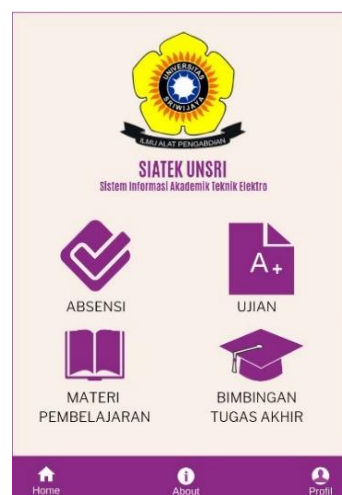 UNIVERSITAS
SRIWIJAYA
ILMU ALAT PENGABDIAN
SIATEK UNSRI
Sistem Informasi Akademik Teknik Elektro
A+
ABSENSI
UJIAN
MATERI
PEMBELAJARAN
BIMBINGAN
TUGAS AKHIR
Home
About
Profil